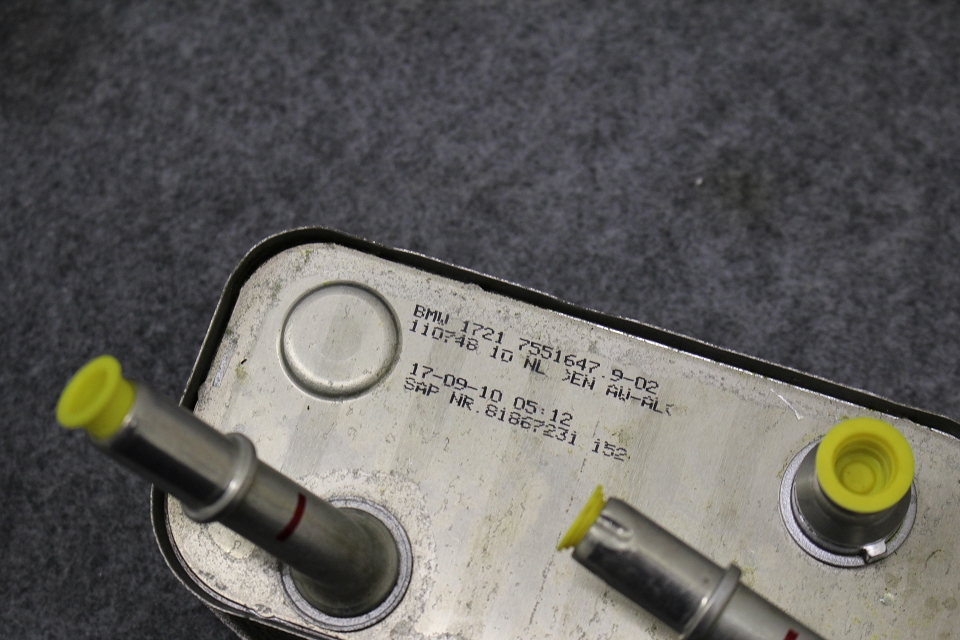 BMW 1721 7551647.9-02
110748 10 NL >EN AW-AL<
17-09-10 05:12
SAP NR.81867231 152